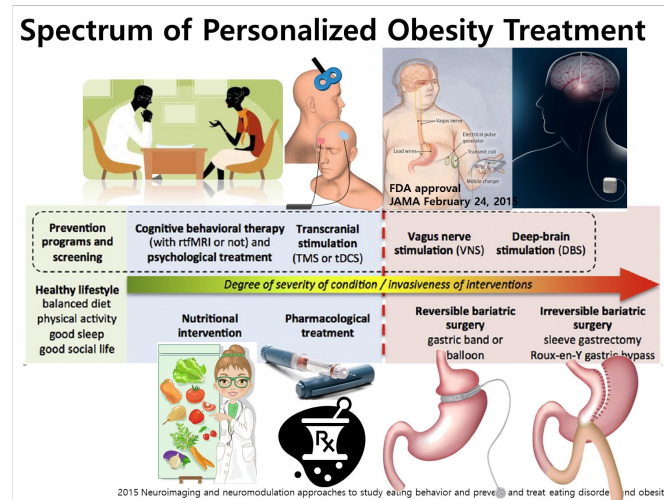 Spectrum of Personalized Obesity Treatment
Vagus nerve
Electrical pulse
generator
Lead wires
Transmit coil
Mobile charger
FDA approval
JAMA February 24, 2015
Prevention
programs and
screening
Cognitive behavioral therapy
(with rtfMRI or not) and
psychological treatment
Transcranial
stimulation
(TMS or tDCS)
Vagus nerve
stimulation (VNS)
Deep-brain
stimulation (DBS)
Degree of severity of condition / invasiveness of interventions
Healthy lifestyle
balanced diet
physical activity
good sleep
good social life
Nutritional
intervention
Pharmacological
treatment
Reversible bariatric
surgery
gastric band or
balloon
Irreversible bariatric
surgery
sleeve gastrectomy
Roux-en-Y gastric bypass
Rx
2015 Neuroimaging and neuromodulation approaches to study eating behavior and and treat eating and obesit